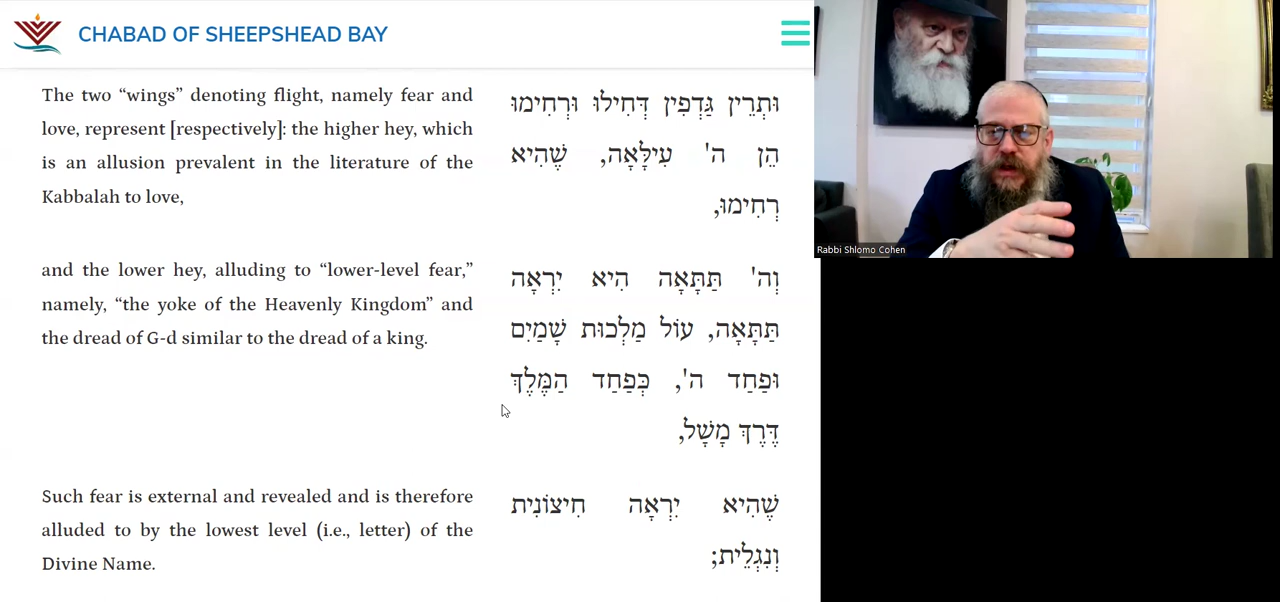 CHABAD OF SHEEPSHEAD BAY
The two “wings” denoting flight, namely fear and
love, represent [respectively]: the higher hey, which
is an allusion prevalent in the literature of the
Kabbalah to love,
וּתְרֵין גַּדְפִין דְּחִילוּ וּרְחִימוּ
הֵן ה' עִילָּאָה, שֶׁהִיא
רְחִימוּ,
and the lower hey, alluding to “lower-level fear,”
namely, “the yoke of the Heavenly Kingdom” and
the dread of G-d similar to the dread of a king.
וְה' תַּתָּאָה הִיא יִרְאָה
תַּתָּאָה, עוֹל מַלְכוּת שָׁמַיִם
וּפַחַד ה', כְּפַחַד הַמֶּלֶךְ
דֶּרֶךְ מָשָׁל,
Such fear is external and revealed and is therefore
alluded to by the lowest level (i.e., letter) of the
Divine Name.
שֶׁהִיא יִרְאָה חִיצוֹנִית
וְנִגְלֵית;
Rabbi Shlomo Cohen